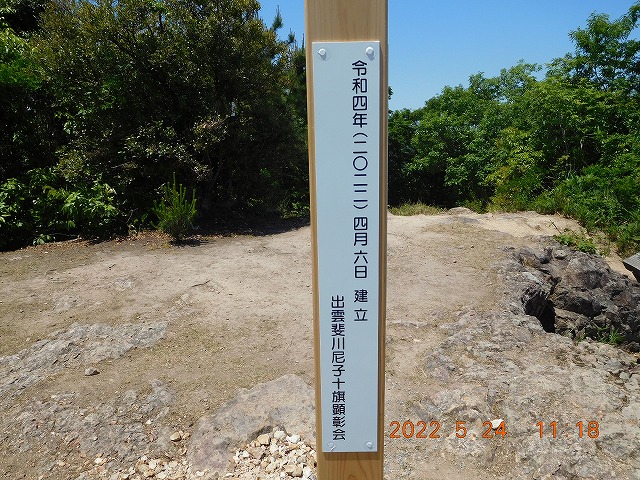 令和四年(二〇二二)四月六日 建立
出雲斐川尼子十旗顕彰会
2022 5 24 11 18